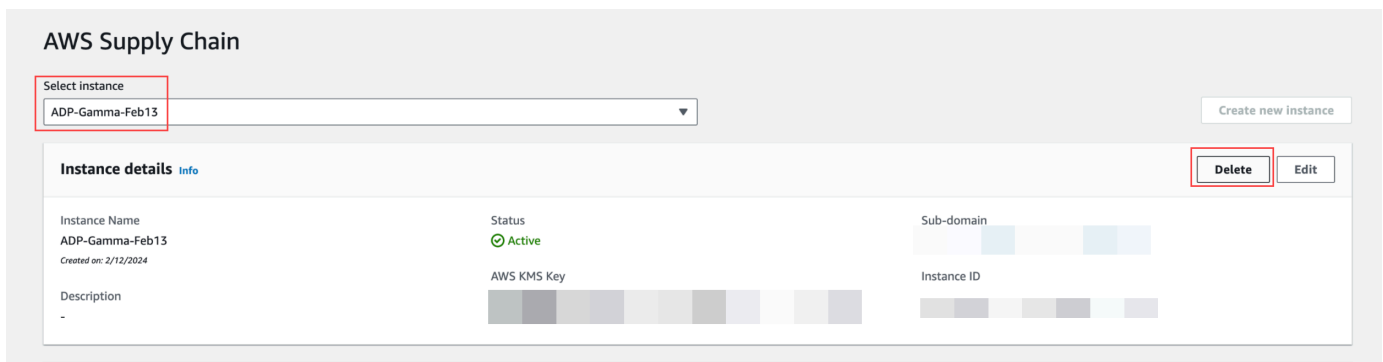 AWS Supply Chain
Select instance
ADP-Gamma-Feb13
Create new instance
Instance details Info
Delete
Edit
Instance Name
ADP-Gamma-Feb13
Created on: 2/12/2024
Description
-
Status
Active
AWS KMS Key
Sub-domain
Instance ID